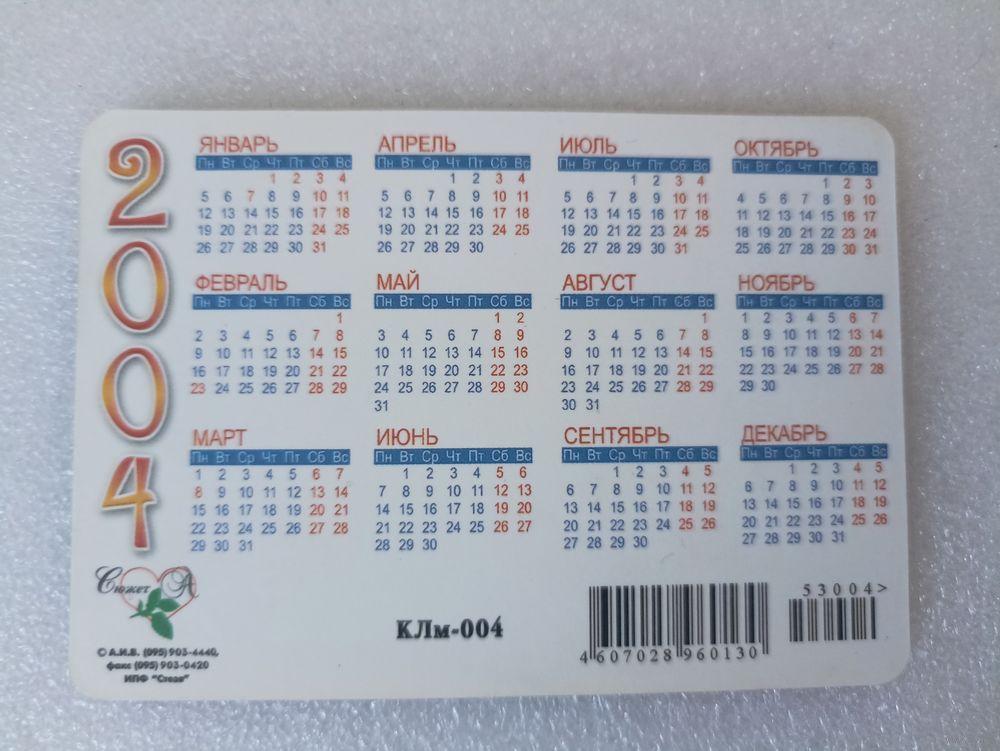 2004
ЯНВАРЬ
Пн Вт Ср Чт Пт Сб Вс
1 2 3 4
5 6 7 8 9 10 11
12 13 14 15 16 17 18
19 20 21 22 23 24 25
26 27 28 29 30 31
ФЕВРАЛЬ
Пн Вт Ср Чт Пт Сб Вс
1
2 3 4 5 6 7 8
9 10 11 12 13 14 15
16 17 18 19 20 21 22
23 24 25 26 27 28 29
МАРТ
Пн Вт Ср Чт Пт Сб Вс
1 2 3 4 5 6 7
8 9 10 11 12 13 14
15 16 17 18 19 20 21
22 23 24 25 26 27 28
29 30 31
АПРЕЛЬ
Пн Вт Ср Чт Пт Сб Вс
1 2 3 4
5 6 7 8 9 10 11
12 13 14 15 16 17 18
19 20 21 22 23 24 25
26 27 28 29 30
МАЙ
Пн Вт Ср Чт Пт Сб Вс
1 2
3 4 5 6 7 8 9
10 11 12 13 14 15 16
17 18 19 20 21 22 23
24 25 26 27 28 29 30
31
ИЮНЬ
Пн Вт Ср Чт Пт Сб Вс
1 2 3 4 5 6
7 8 9 10 11 12 13
14 15 16 17 18 19 20
21 22 23 24 25 26 27
28 29 30
ИЮЛЬ
Пн Вт Ср Чт Пт Сб Вс
1 2 3 4
5 6 7 8 9 10 11
12 13 14 15 16 17 18
19 20 21 22 23 24 25
26 27 28 29 30 31
АВГУСТ
Пн Вт Ср Чт Пт Сб Вс
1
2 3 4 5 6 7 8
9 10 11 12 13 14 15
16 17 18 19 20 21 22
23 24 25 26 27 28 29
30 31
СЕНТЯБРЬ
Пн Вт Ср Чт Пт Сб Вс
1 2 3 4 5
6 7 8 9 10 11 12
13 14 15 16 17 18 19
20 21 22 23 24 25 26
27 28 29 30
ОКТЯБРЬ
Пн Вт Ср Чт Пт Сб Вс
1 2 3
4 5 6 7 8 9 10
11 12 13 14 15 16 17
18 19 20 21 22 23 24
25 26 27 28 29 30 31
НОЯБРЬ
Пн Вт Ср Чт Пт Сб Вс
1 2 3 4 5 6 7
8 9 10 11 12 13 14
15 16 17 18 19 20 21
22 23 24 25 26 27 28
29 30
ДЕКАБРЬ
Пн Вт Ср Чт Пт Сб Вс
1 2 3 4 5
6 7 8 9 10 11 12
13 14 15 16 17 18 19
20 21 22 23 24 25 26
27 28 29 30 31
Сюжет А
© А.И.В. (095) 903-4440,
факс (095) 903-0420
ИПФ "Стезя"
КЛм-004
4 607028 960130
53004>